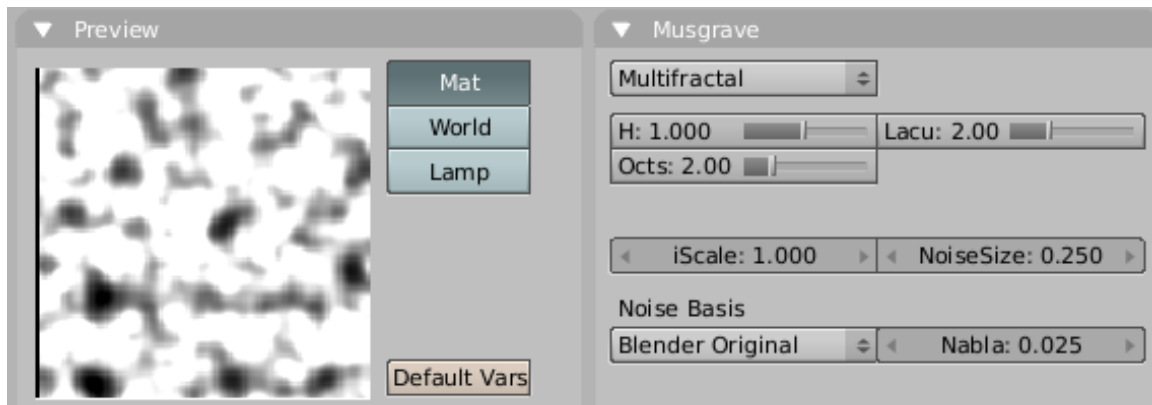 Preview
Mat
World
Lamp
Default Vars
Musgrave
Multifractal
H: 1.000 Lacu: 2.00
Octs: 2.00
iScale: 1.000 NoiseSize: 0.250
Noise Basis
Blender Original Nabla: 0.025